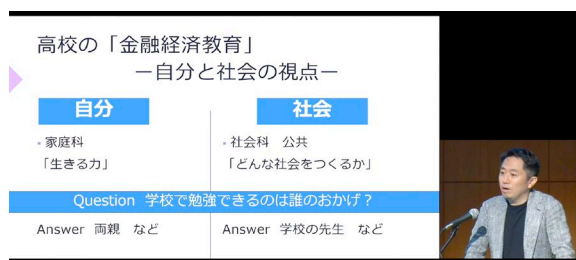 高校の「金融経済教育」
ー自分と社会の視点ー
自分
社会
・家庭科
「生きる力」
・社会科 公共
「どんな社会をつくるか」
Question 学校で勉強できるのは誰のおかげ?
Answer 両親 など
Answer 学校の先生 など